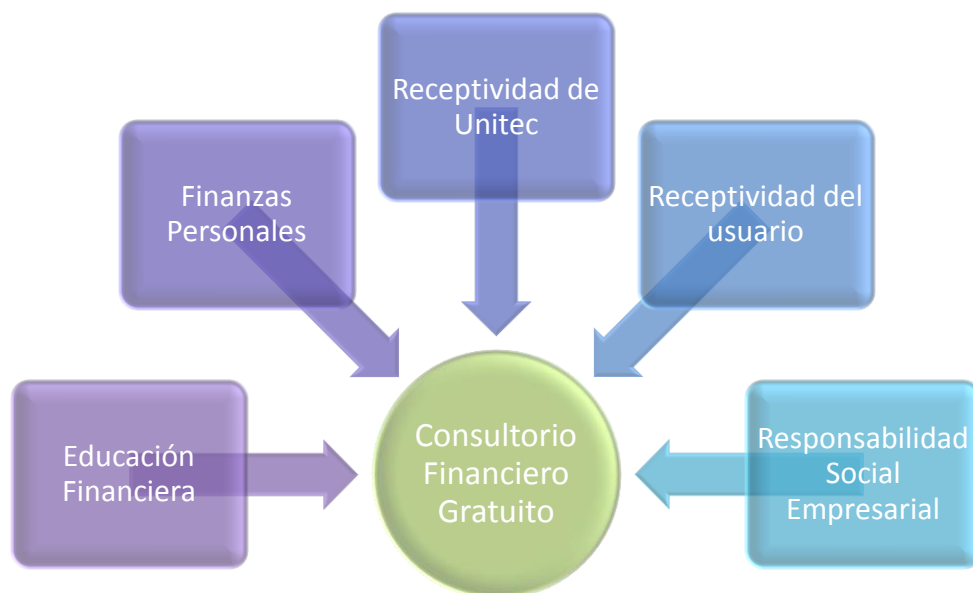 Receptividad de
Unitec
Finanzas
Personales
Receptividad del
usuario
Educación
Financiera
Consultorio
Financiero
Gratuito
Responsabilidad
Social
Empresarial